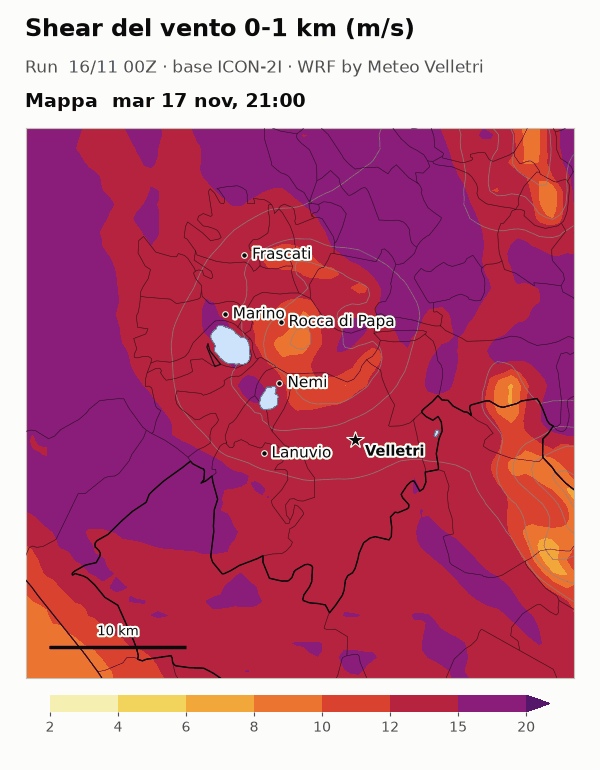 Shear del vento 0-1 km (m/s)
Run 16/11 00Z · base ICON-2I · WRF by Meteo Velletri
Mappa mar 17 nov, 21:00
Frascati
Marino
Rocca di Papa
Nemi
Velletri
Lanuvio
10 km
2 4 6 8 10 12 15 20